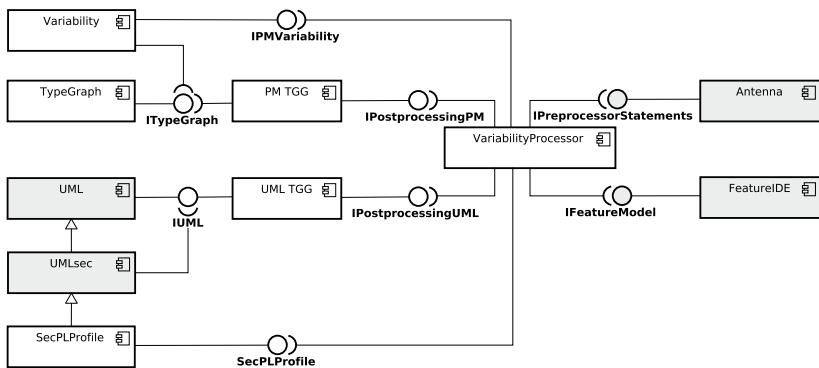 Variability
IPMVariability
TypeGraph
PM TGG
Antenna
ITypeGraph
IPostprocessingPM
IPreprocessorStatements
VariabilityProcessor
UML
UML TGG
FeatureIDE
IUML
IPostprocessingUML
IFeatureModel
UMLsec
SecPLProfile
SecPLProfile